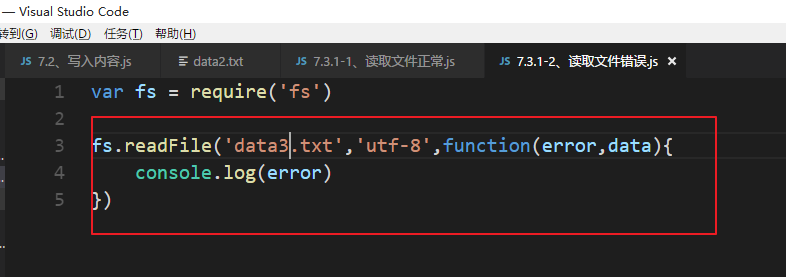 — Visual Studio Code
转到(G) 调试(D) 任务(T) 帮助(H)
JS 7.2、写入内容.js data2.txt JS 7.3.1-1、读取文件正常.js JS 7.3.1-2、读取文件错误.js ×
1 var fs = require('fs')
2
3 fs.readFile('data3.txt','utf-8',function(error,data){
4 console.log(error)
5 })